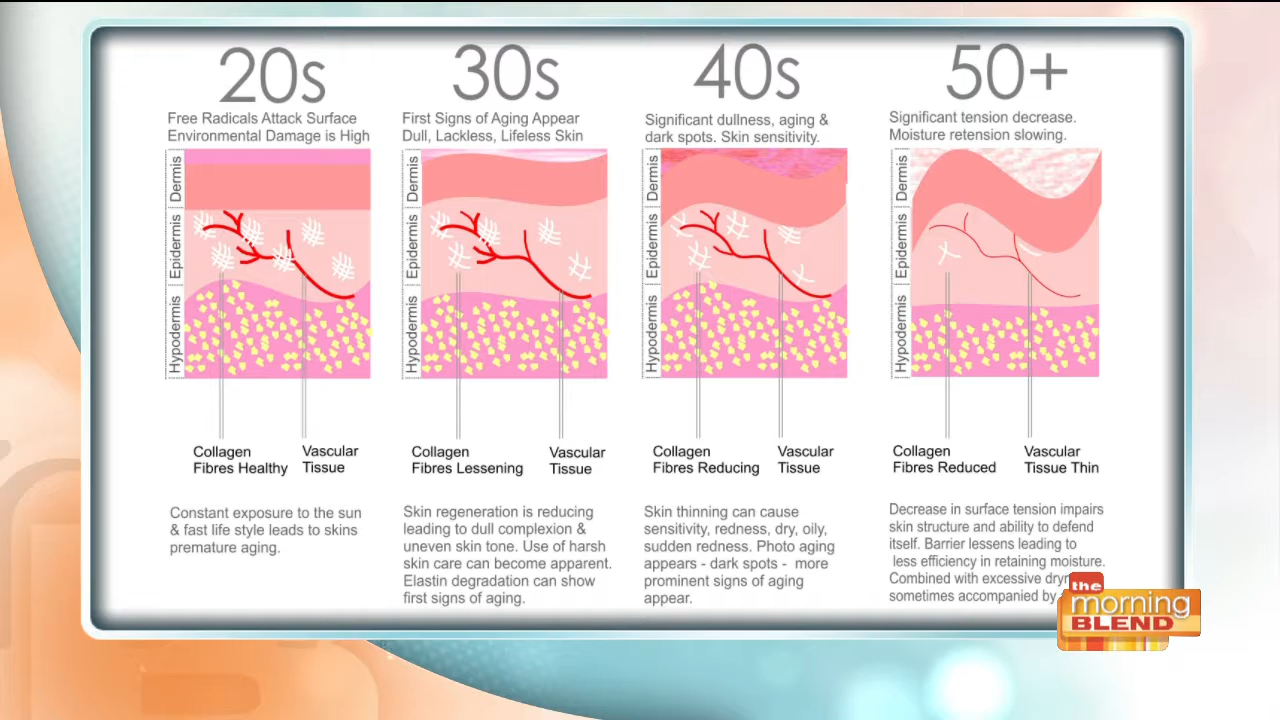 20s
Free Radicals Attack Surface
Environmental Damage is High
Dermis
Epidermis
Hypodermis
Collagen
Fibres Healthy
Vascular
Tissue
Constant exposure to the sun
& fast life style leads to skins
premature aging.
30s
First Signs of Aging Appear
Dull, Lackless, Lifeless Skin
Dermis
Epidermis
Hypodermis
Collagen
Fibres Lessening
Vascular
Tissue
Skin regeneration is reducing
leading to dull complexion &
uneven skin tone. Use of harsh
skin care can become apparent.
Elastin degradation can show
first signs of aging.
40s
Significant dullness, aging &
dark spots. Skin sensitivity.
Dermis
Epidermis
Hypodermis
Collagen
Fibres Reducing
Vascular
Tissue
Skin thinning can cause
sensitivity, redness, dry, oily,
sudden redness. Photo aging
appears - dark spots - more
prominent signs of aging
appear.
50+
Significant tension decrease.
Moisture retension slowing.
Dermis
Epidermis
Hypodermis
Collagen
Fibres Reduced
Vascular
Tissue Thin
Decrease in surface tension impairs
skin structure and ability to defend
itself. Barrier lessens leading to
less efficiency in retaining moisture.
Combined with excessive
sometimes accompanied by
the
morning
BLEND